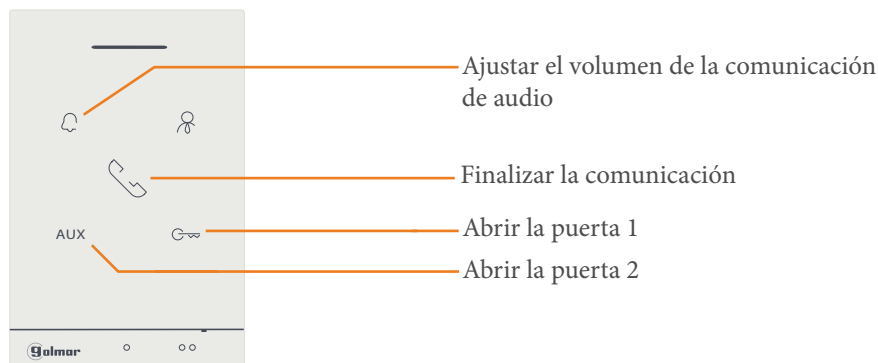 Ajustar el volumen de la comunicación
de audio
Finalizar la comunicación
AUX
Abrir la puerta 1
Abrir la puerta 2
golmar